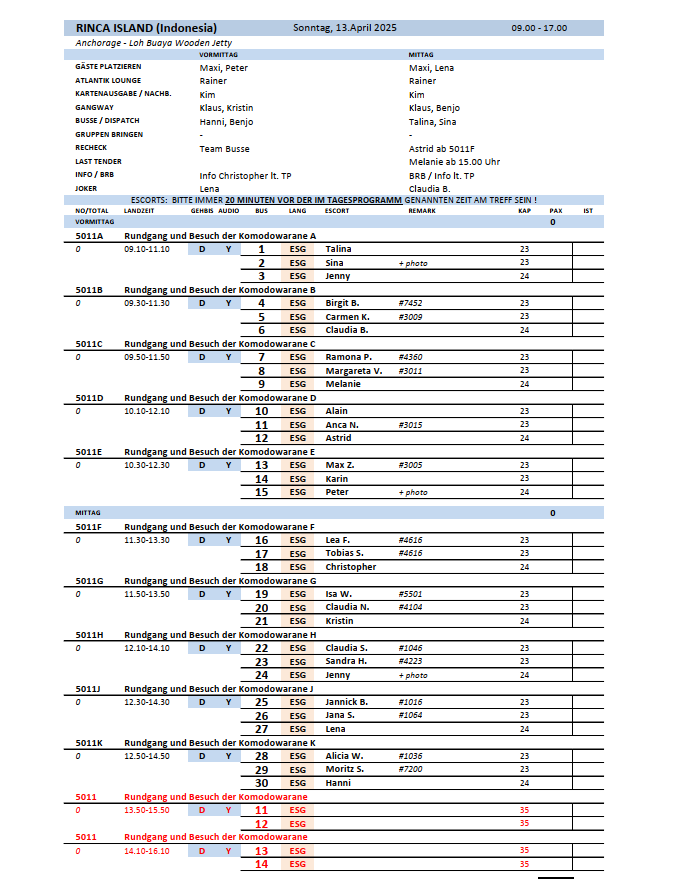 RINCA ISLAND (Indonesia) Sonntag, 13.April 2025 09.00 - 17.00
Anchorage - Loh Buaya Wooden Jetty
VORMITTAG MITTAG
GÄSTE PLATZIEREN Maxi, Peter Maxi, Lena
ATLANTIK LOUNGE Rainer Rainer
KARTENAUSGABE / NACHB. Kim Kim
GANGWAY Klaus, Kristin Klaus, Benjo
BUSSE / DISPATCH Hanni, Benjo Talina, Sina
GRUPPEN BRINGEN - -
RECHECK Team Busse Astrid ab 5011F
LAST TENDER Melanie ab 15.00 Uhr
INFO / BRB Info Christopher lt. TP BRB / Info lt. TP
JOKER Lena Claudia B.
ESCORTS: BITTE IMMER 20 MINUTEN VOR DER IM TAGESPROGRAMM GENANNTEN ZEIT AM TREFF SEIN !
NO/TOTAL LANDZEIT GEHBIS AUDIO BUS LANG ESCORT REMARK KAP PAX IST
VORMITTAG 0
5011A Rundgang und Besuch der Komodowarane A
0 09.10-11.10 D Y 1 ESG Talina 23
2 ESG Sina + photo 23
3 ESG Jenny 24
5011B Rundgang und Besuch der Komodowarane B
0 09.30-11.30 D Y 4 ESG Birgit B. #7452 23
5 ESG Carmen K. #3009 23
6 ESG Claudia B. 24
5011C Rundgang und Besuch der Komodowarane C
0 09.50-11.50 D Y 7 ESG Ramona P. #4360 23
8 ESG Margareta V. #3011 23
9 ESG Melanie 24
5011D Rundgang und Besuch der Komodowarane D
0 10.10-12.10 D Y 10 ESG Alain 23
11 ESG Anca N. #3015 23
12 ESG Astrid 24
5011E Rundgang und Besuch der Komodowarane E
0 10.30-12.30 D Y 13 ESG Max Z. #3005 23
14 ESG Karin 23
15 ESG Peter + photo 24
MITTAG 0
5011F Rundgang und Besuch der Komodowarane F
0 11.30-13.30 D Y 16 ESG Lea F. #4616 23
17 ESG Tobias S. #4616 23
18 ESG Christopher 24
5011G Rundgang und Besuch der Komodowarane G
0 11.50-13.50 D Y 19 ESG Isa W. #5501 23
20 ESG Claudia N. #4104 23
21 ESG Kristin 24
5011H Rundgang und Besuch der Komodowarane H
0 12.10-14.10 D Y 22 ESG Claudia S. #1046 23
23 ESG Sandra H. #4223 23
24 ESG Jenny + photo 24
5011J Rundgang und Besuch der Komodowarane J
0 12.30-14.30 D Y 25 ESG Jannick B. #1016 23
26 ESG Jana S. #1064 23
27 ESG Lena 24
5011K Rundgang und Besuch der Komodowarane K
0 12.50-14.50 D Y 28 ESG Alicia W. #1036 23
29 ESG Moritz S. #7200 23
30 ESG Hanni 24
5011 Rundgang und Besuch der Komodowarane
0 13.50-15.50 D Y 11 ESG 35
12 ESG 35
5011 Rundgang und Besuch der Komodowarane
0 14.10-16.10 D Y 13 ESG 35
14 ESG 35